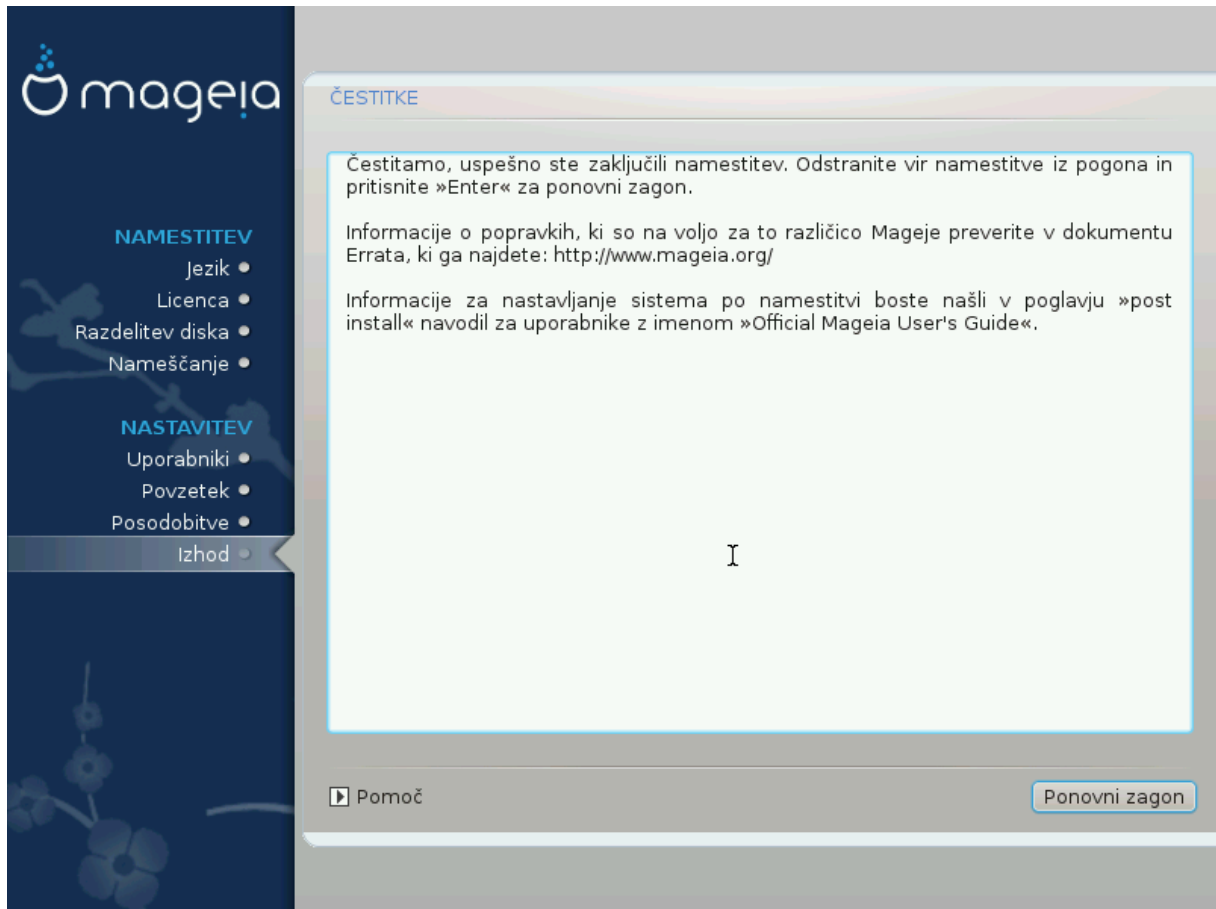 mageia
NAMESTITEV
Jezik
Licenca
Razdelitev diska
Nameščanje
NASTAVITEV
Uporabniki
Povzetek
Posodobitve
Izhod
ČESTITKE
Čestitamo, uspešno ste zaključili namestitev. Odstranite vir namestitve iz pogona in
pritisnite »Enter« za ponovni zagon.
Informacije o popravkih, ki so na voljo za to različico Mageje preverite v dokumentu
Errata, ki ga najdete: http://www.mageia.org/
Informacije za nastavljanje sistema po namestitvi boste našli v poglavju »post
install« navodil za uporabnike z imenom »Official Mageia User's Guide«.
Pomoč
Ponovni zagon